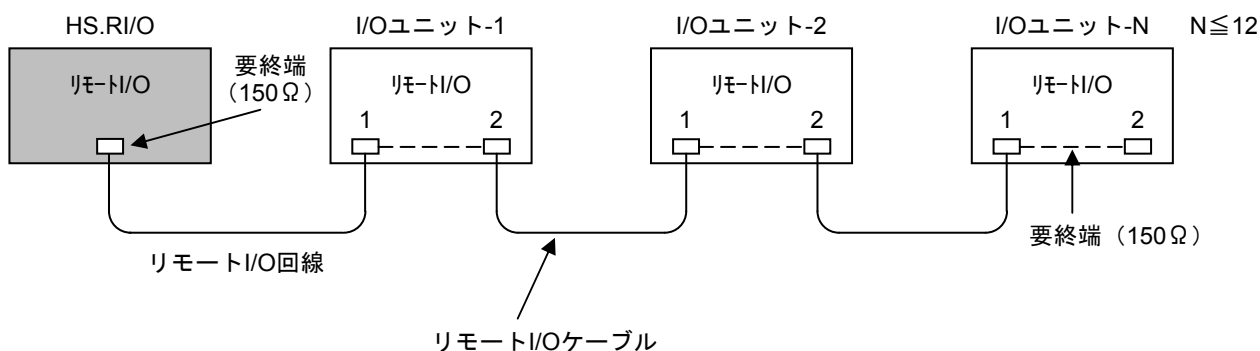 HS.RI/O
I/Oユニット-1
I/Oユニット-2
I/Oユニット-N
N≦12
ﾘﾓｰﾄI/O
要終端
（150Ω）
ﾘﾓｰﾄI/O
ﾘﾓｰﾄI/O
ﾘﾓｰﾄI/O
1
2
1
2
1
2
リモートI/O回線
要終端（150Ω）
リモートI/Oケーブル